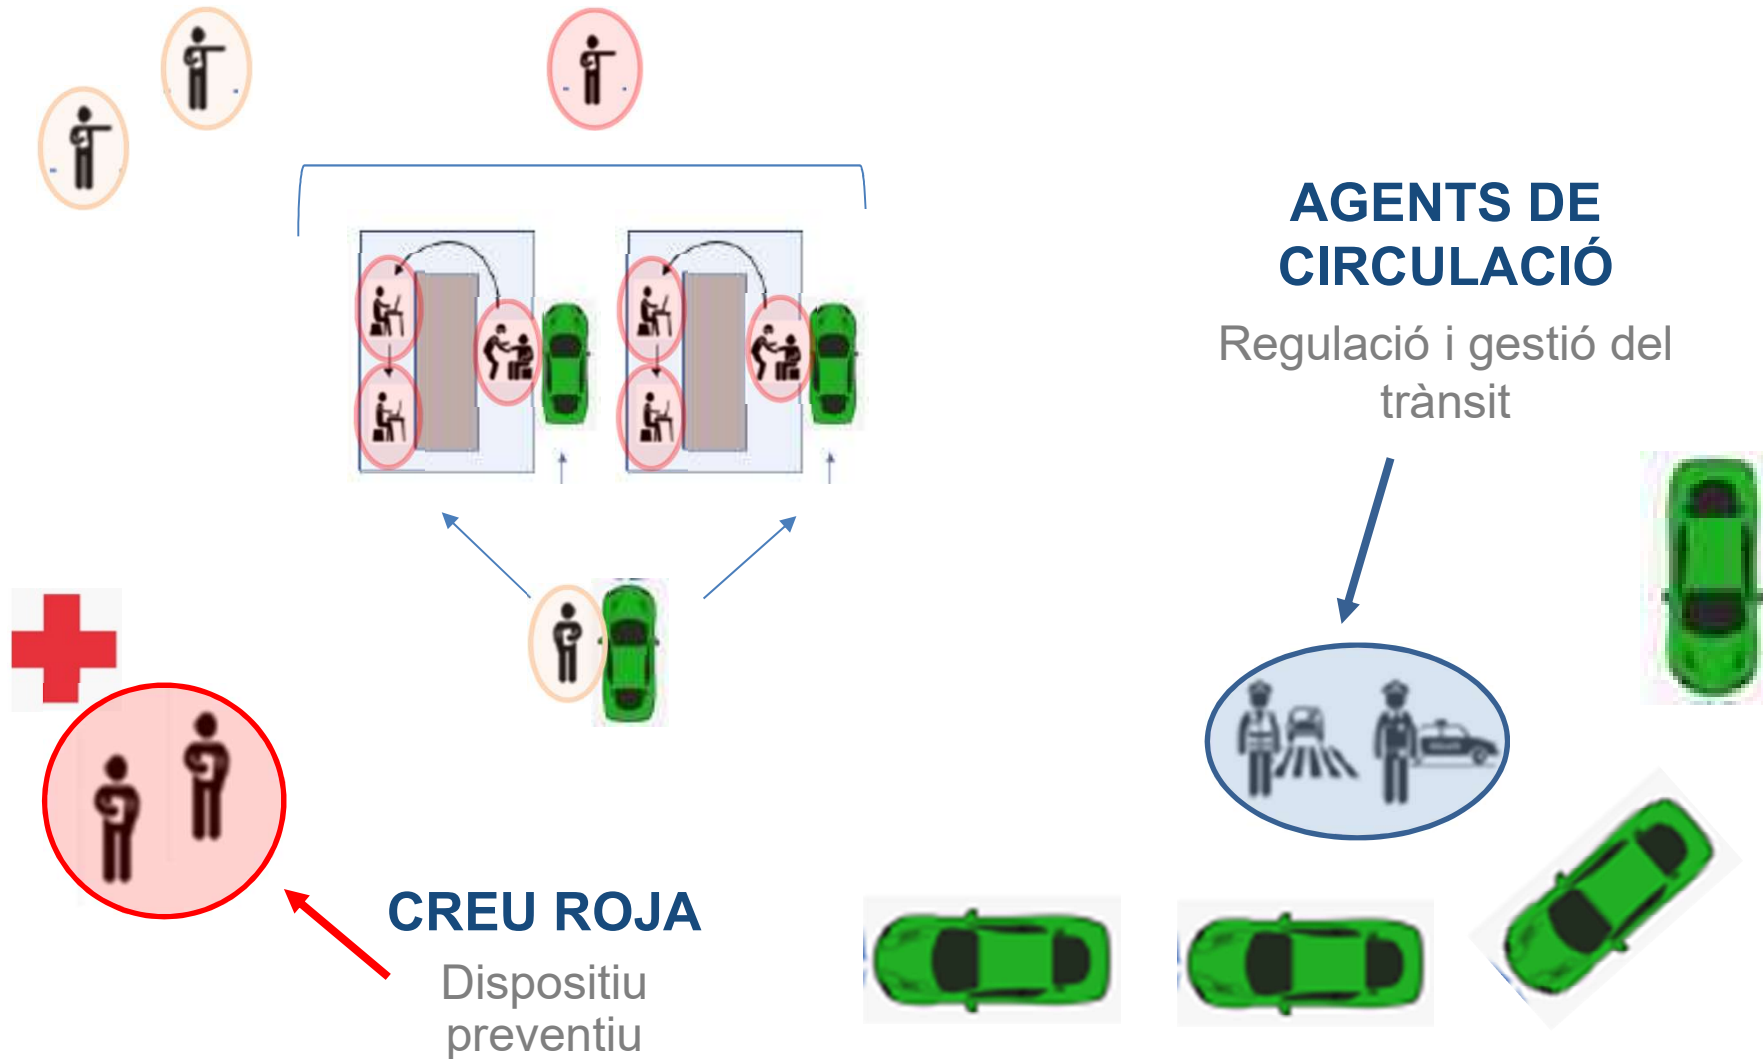 AGENTS DE
CIRCULACIÓ
Regulació i gestió del
trànsit
CREU ROJA
Dispositiu
preventiu